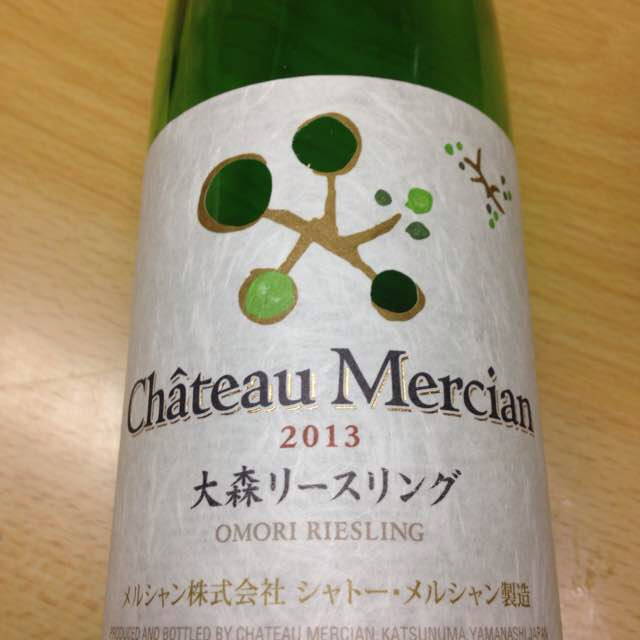 Château Mercian
2013
大森リースリング
OMORI RIESLING
メルシャン株式会社 シャトー・メルシャン製造
PRODUCED AND BOTTLED BY CHATEAU MERCIAN, KATSUNUMA YAMANASHI JAPAN